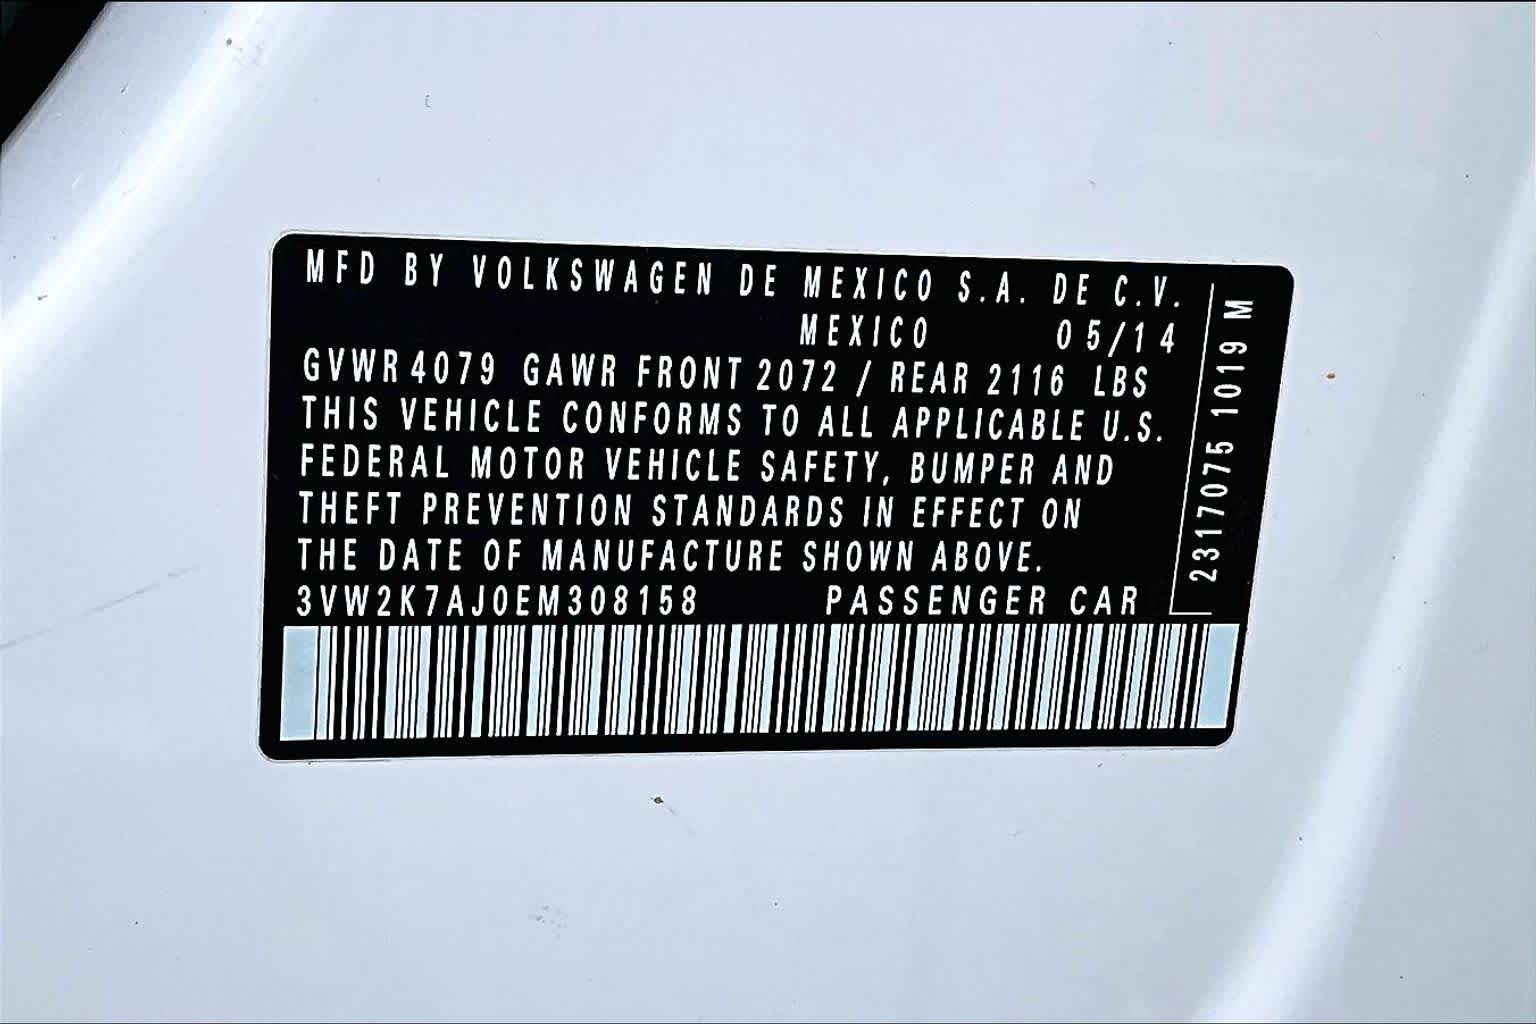 MFD BY VOLKSWAGEN DE MEXICO S.A. DE C.V.
MEXICO 05/14
GVWR 4079 GAWR FRONT 2072 / REAR 2116 LBS
THIS VEHICLE CONFORMS TO ALL APPLICABLE U.S.
FEDERAL MOTOR VEHICLE SAFETY, BUMPER AND
THEFT PREVENTION STANDARDS IN EFFECT ON
THE DATE OF MANUFACTURE SHOWN ABOVE.
3VW2K7AJ0EM308158 PASSENGER CAR
2317075 1019 M